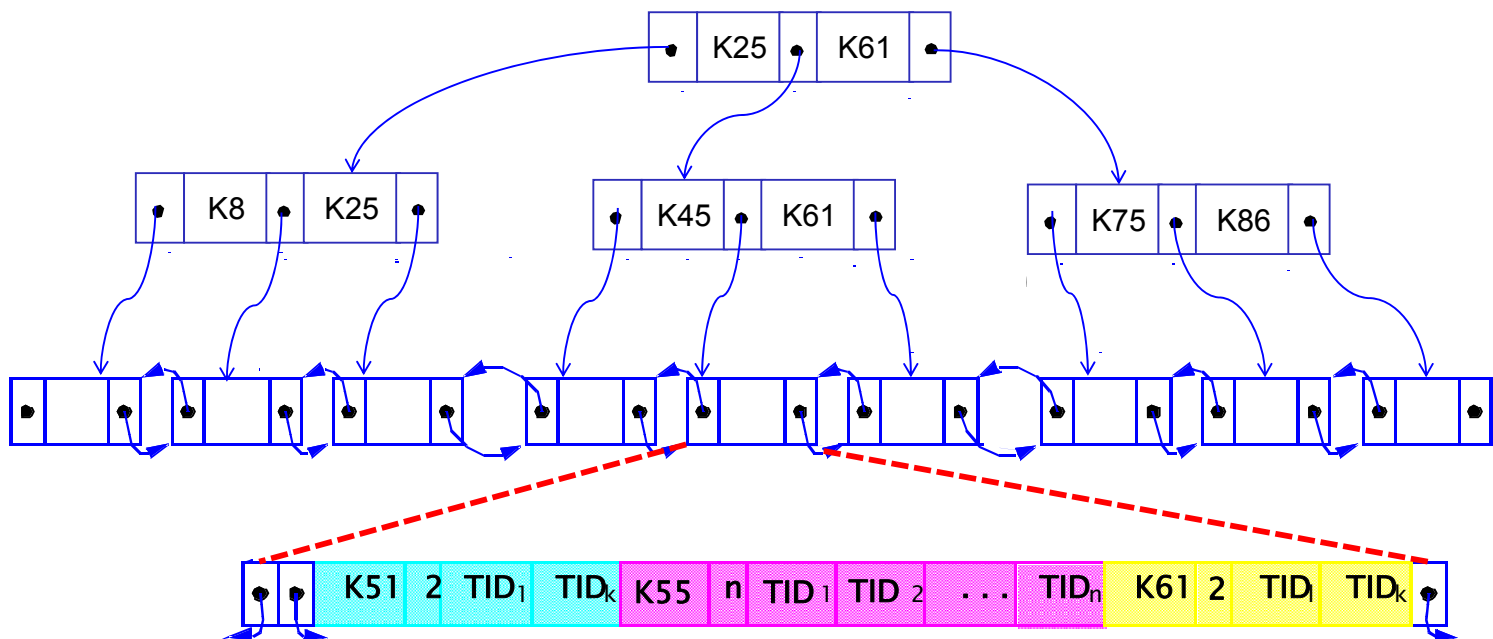 K25 K61
K8 K25 K45 K61 K75 K86
K51 2 TID1 TIDk K55 n TID 1 TID 2 ... TIDn K61 2 TIDl TIDk